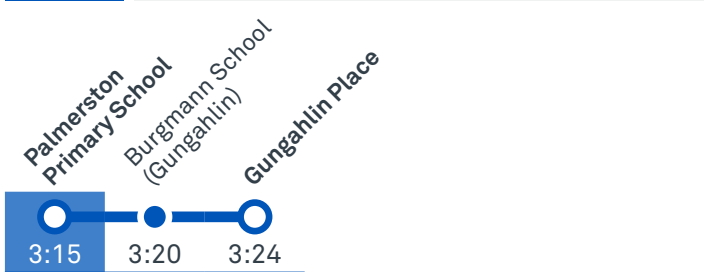 Palmerston
Primary School
Burgmann School
(Gungahlin)
Gungahlin Place
3:15 3:20 3:24